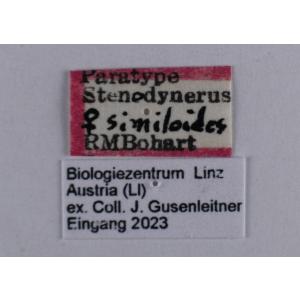 Paratype
Stenodynerus
♀ similoides
RMBohart
Biologiezentrum Linz
Austria (LI)
ex. Coll. J. Gusenleitner
Eingang 2023